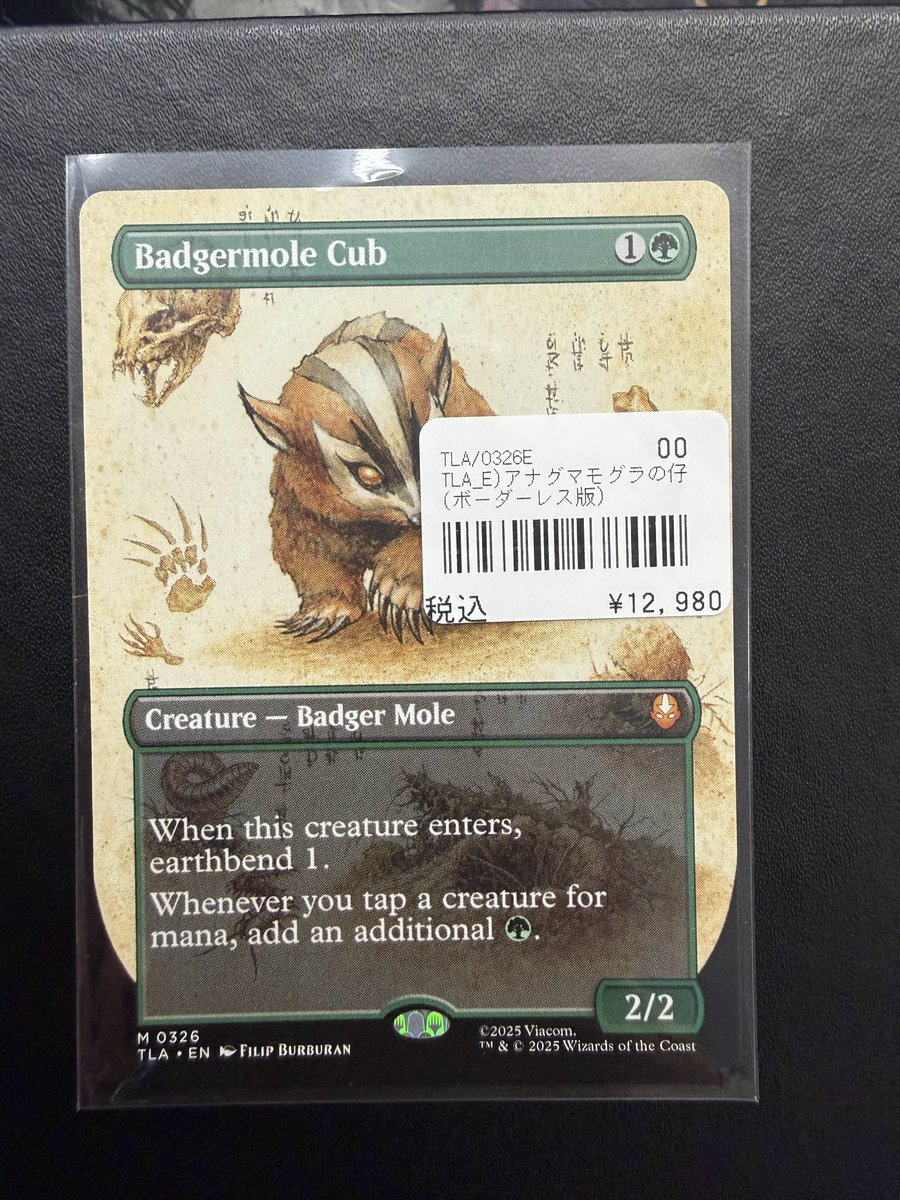 Badgermole Cub 1
TLA/0326E 00
TLA_E)アナグマモグラの仔
(ボーダーレス版)
税込 ¥12,980
Creature — Badger Mole
When this creature enters,
earthbend 1.
Whenever you tap a creature for
mana, add an additional .
2/2
M 0326
TLA • EN Filip Burburan
©2025 Viacom.
™ & © 2025 Wizards of the Coast